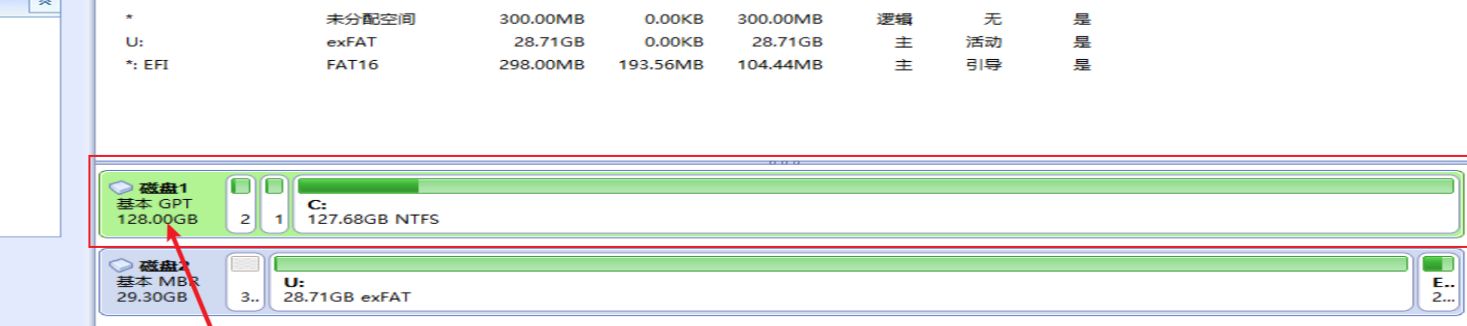 * 未分配空间 300.00MB 0.00KB 300.00MB 逻辑 无 是
U: exFAT 28.71GB 0.00KB 28.71GB 主 活动 是
*: EFI FAT16 298.00MB 193.56MB 104.44MB 主 引导 是
磁盘1
基本 GPT
128.00GB
2
1
C:
127.68GB NTFS
磁盘2
基本 MBR
29.30GB
3..
U:
28.71GB exFAT
E..
2...